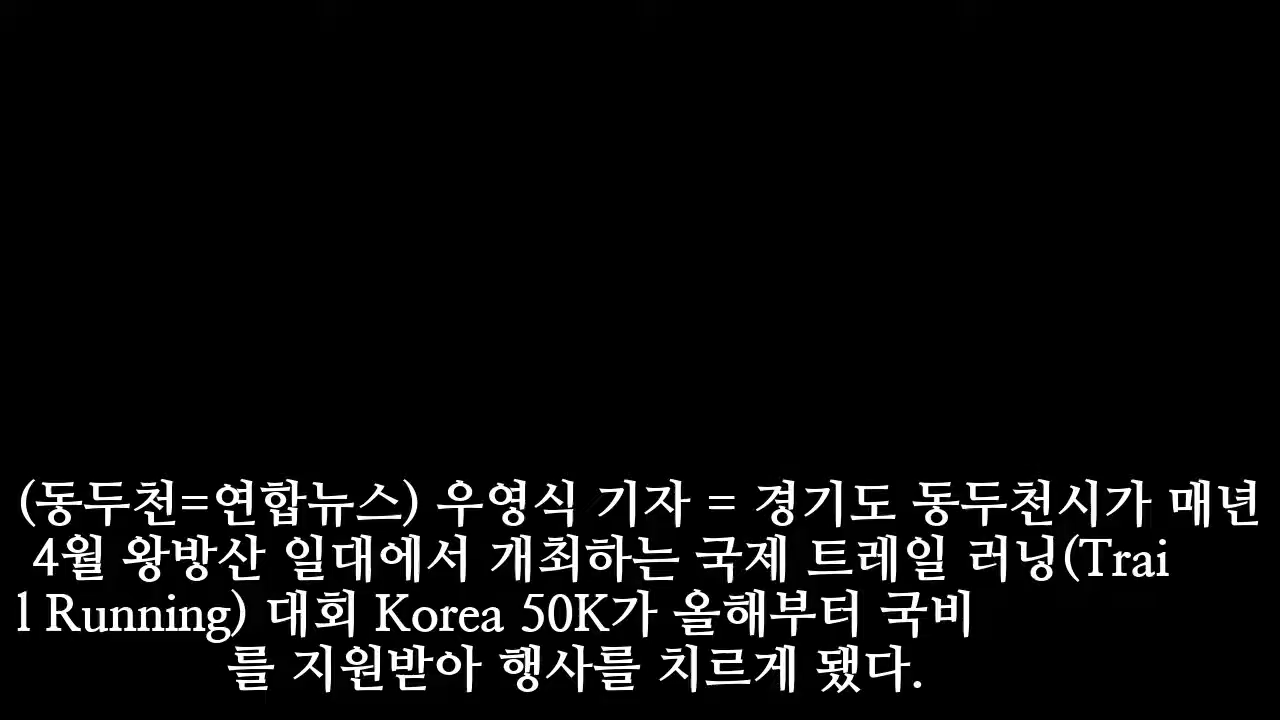 (동두천=연합뉴스) 우영식 기자 = 경기도 동두천시가 매년
4월 왕방산 일대에서 개최하는 국제 트레일 러닝(Trai
l Running) 대회 Korea 50K가 올해부터 국비
를 지원받아 행사를 치르게 됐다.